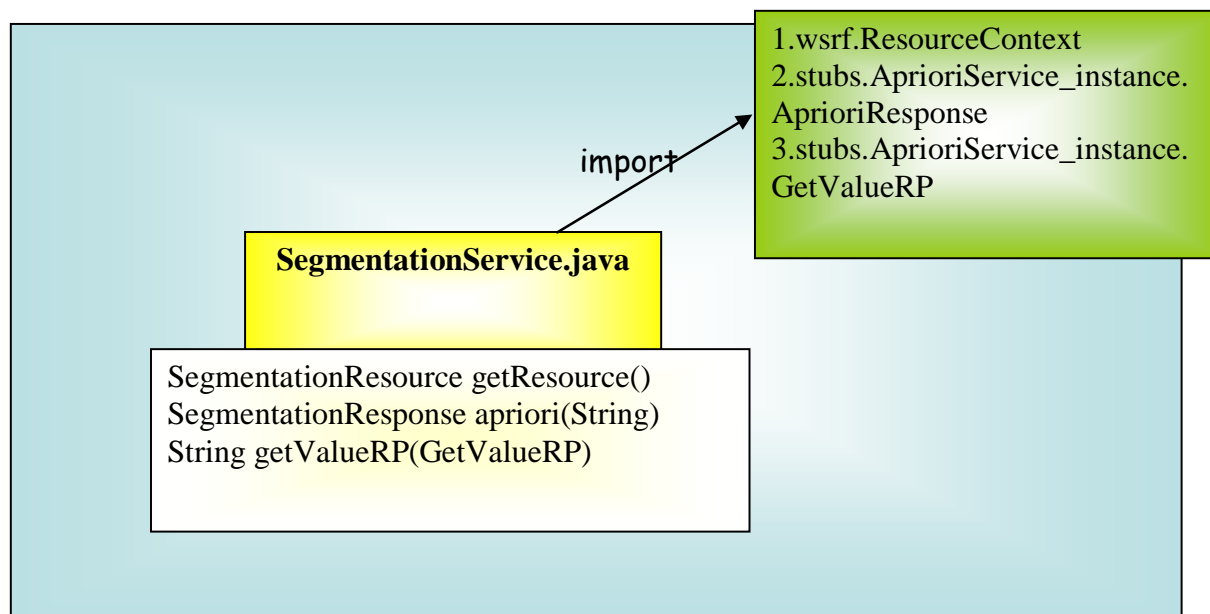 1.wsrf.ResourceContext
2.stubs.AprioriService_instance.
AprioriResponse
3.stubs.AprioriService_instance.
GetValueRP
import
SegmentationService.java
SegmentationResource getResource()
SegmentationResponse apriori(String)
String getValueRP(GetValueRP)